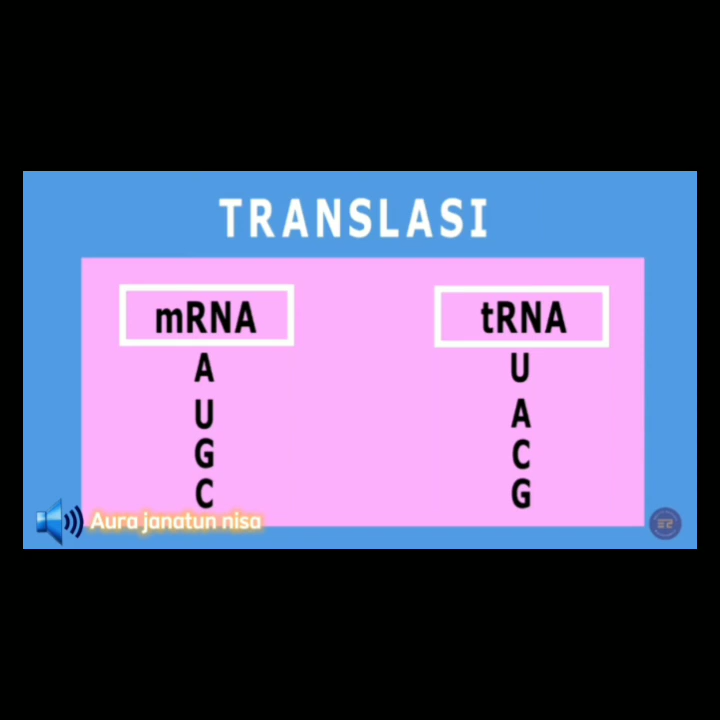 TRANSLASI
mRNA tRNA
A U
U A
G C
C G
Aura janatun nisa